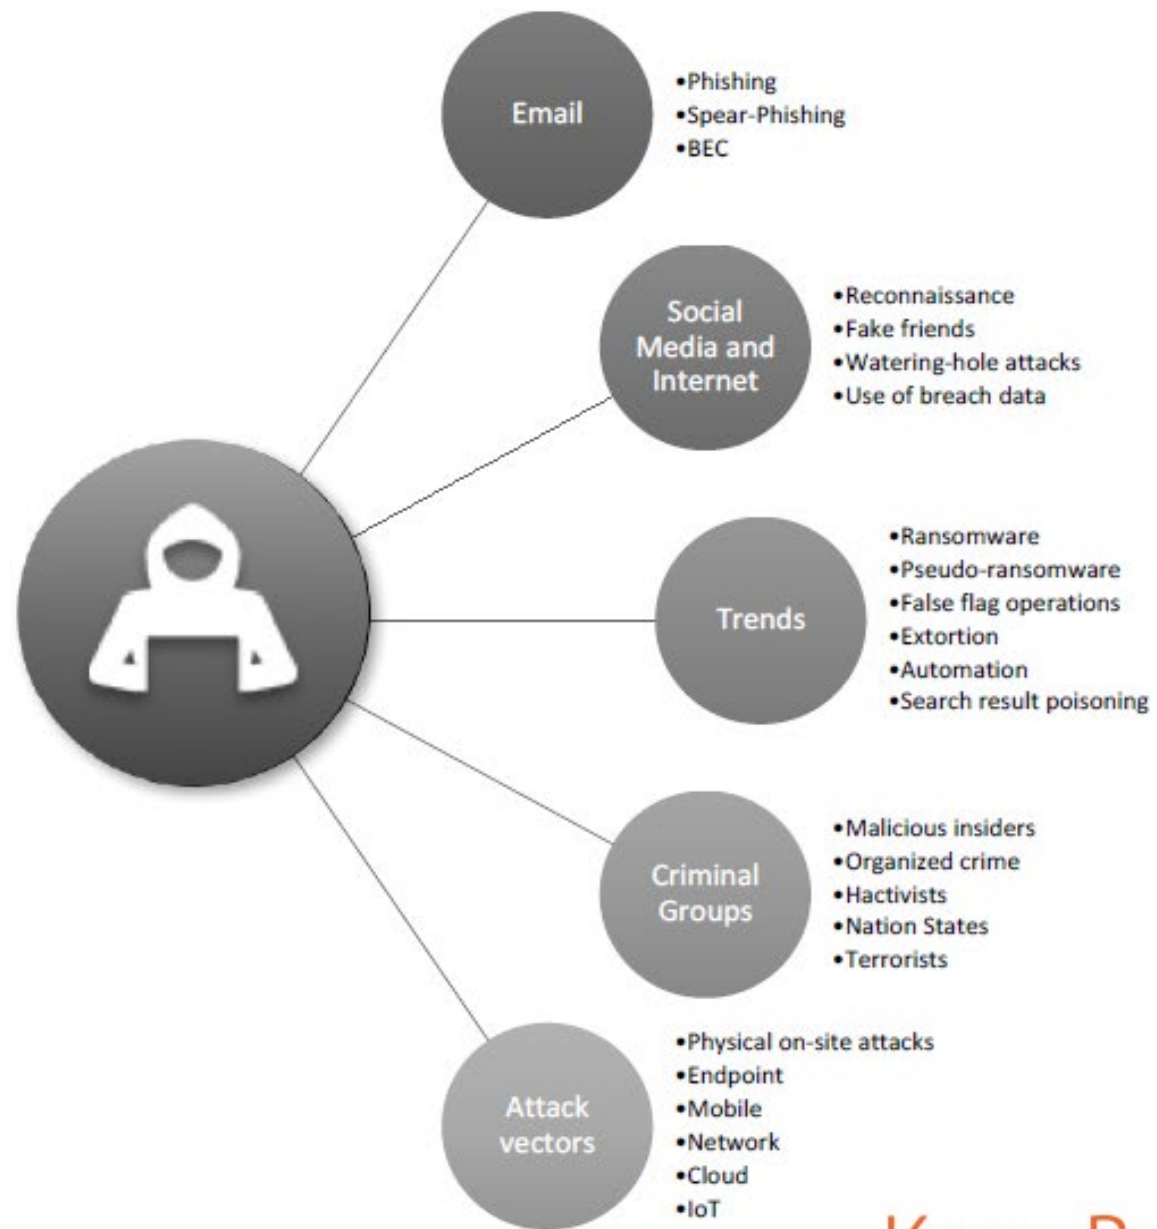 Email
•Phishing
•Spear-Phishing
•BEC
Social
Media and
Internet
•Reconnaissance
•Fake friends
•Watering-hole attacks
•Use of breach data
Trends
•Ransomware
•Pseudo-ransomware
•False flag operations
•Extortion
•Automation
•Search result poisoning
Criminal
Groups
•Malicious insiders
•Organized crime
•Hactivists
•Nation States
•Terrorists
Attack
vectors
•Physical on-site attacks
•Endpoint
•Mobile
•Network
•Cloud
•IoT